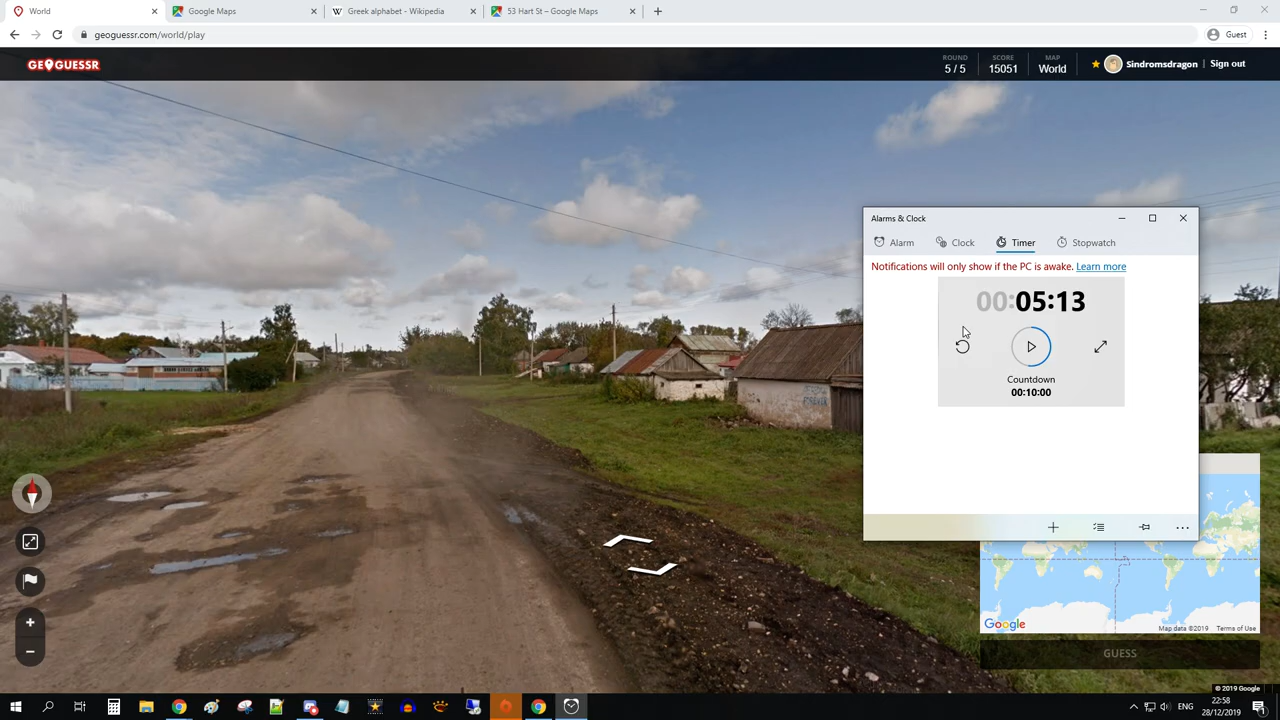 World
Google Maps
Greek alphabet - Wikipedia
53 Hart St – Google Maps
geoguessr.com/world/play
Guest
GEOGUESSR
ROUND
5 / 5
SCORE
15051
MAP
World
Sindromsdragon
Sign out
Alarms & Clock
Alarm
Clock
Timer
Stopwatch
Notifications will only show if the PC is awake. Learn more
00:05:13
Countdown
00:10:00
Google
Map data ©2019
Terms of Use
GUESS
© 2019 Google
ENG
22:58
28/12/2019